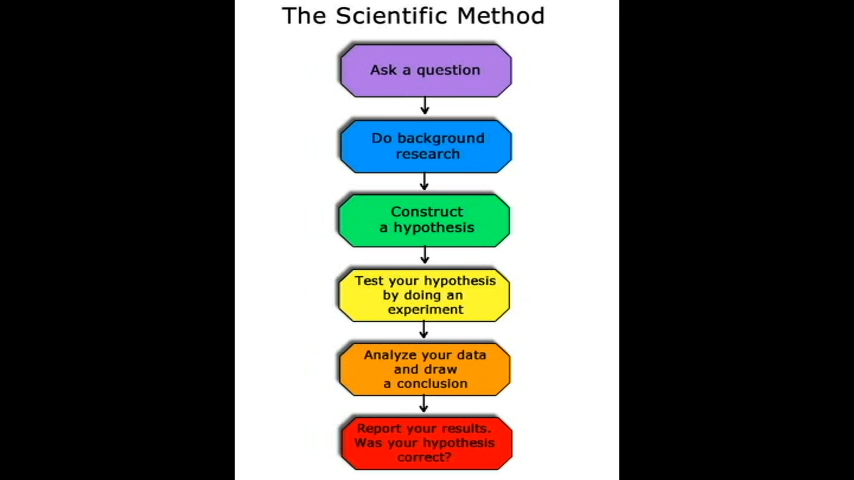 The Scientific Method
Ask a question
Do background
research
Construct
a hypothesis
Test your hypothesis
by doing an
experiment
Analyze your data
and draw
a conclusion
Report your results.
Was your hypothesis
correct?